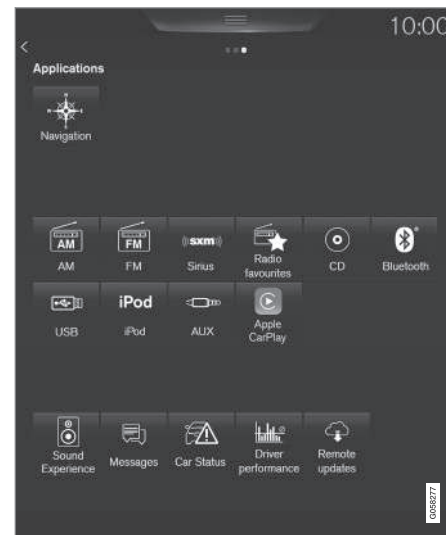 10:00
Applications
Navigation
AM FM sxm
AM FM Sirius Radio favourites CD Bluetooth
iPod
USB iPod AUX Apple CarPlay
Sound Experience Messages Car Status Driver performance Remote updates
G058277